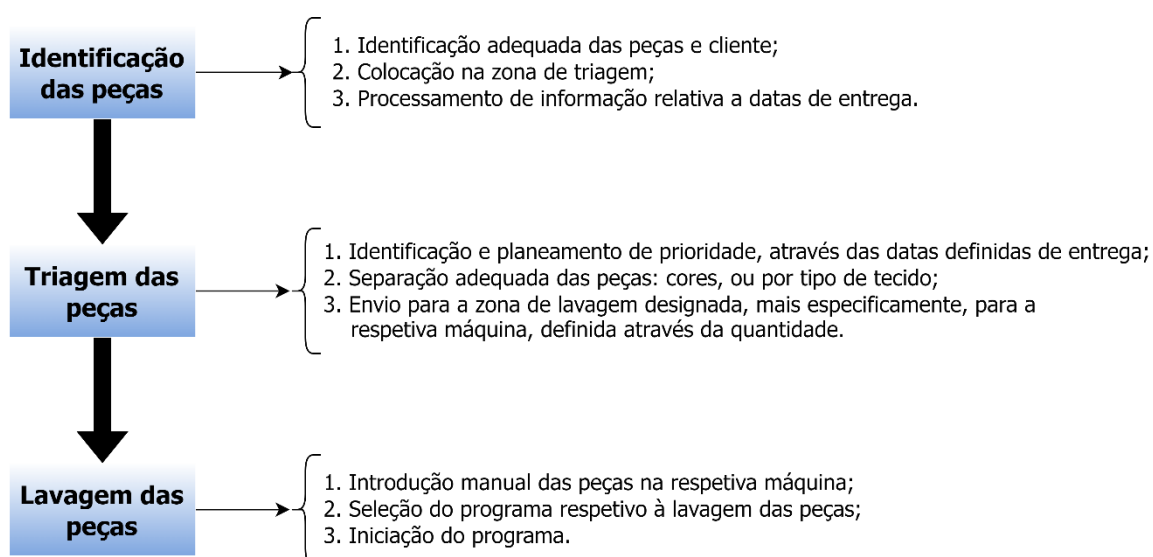 Identificação
das peças
1. Identificação adequada das peças e cliente;
2. Colocação na zona de triagem;
3. Processamento de informação relativa a datas de entrega.
Triagem das
peças
1. Identificação e planeamento de prioridade, através das datas definidas de entrega;
2. Separação adequada das peças: cores, ou por tipo de tecido;
3. Envio para a zona de lavagem designada, mais especificamente, para a
respetiva máquina, definida através da quantidade.
Lavagem das
peças
1. Introdução manual das peças na respetiva máquina;
2. Seleção do programa respetivo à lavagem das peças;
3. Iniciação do programa.